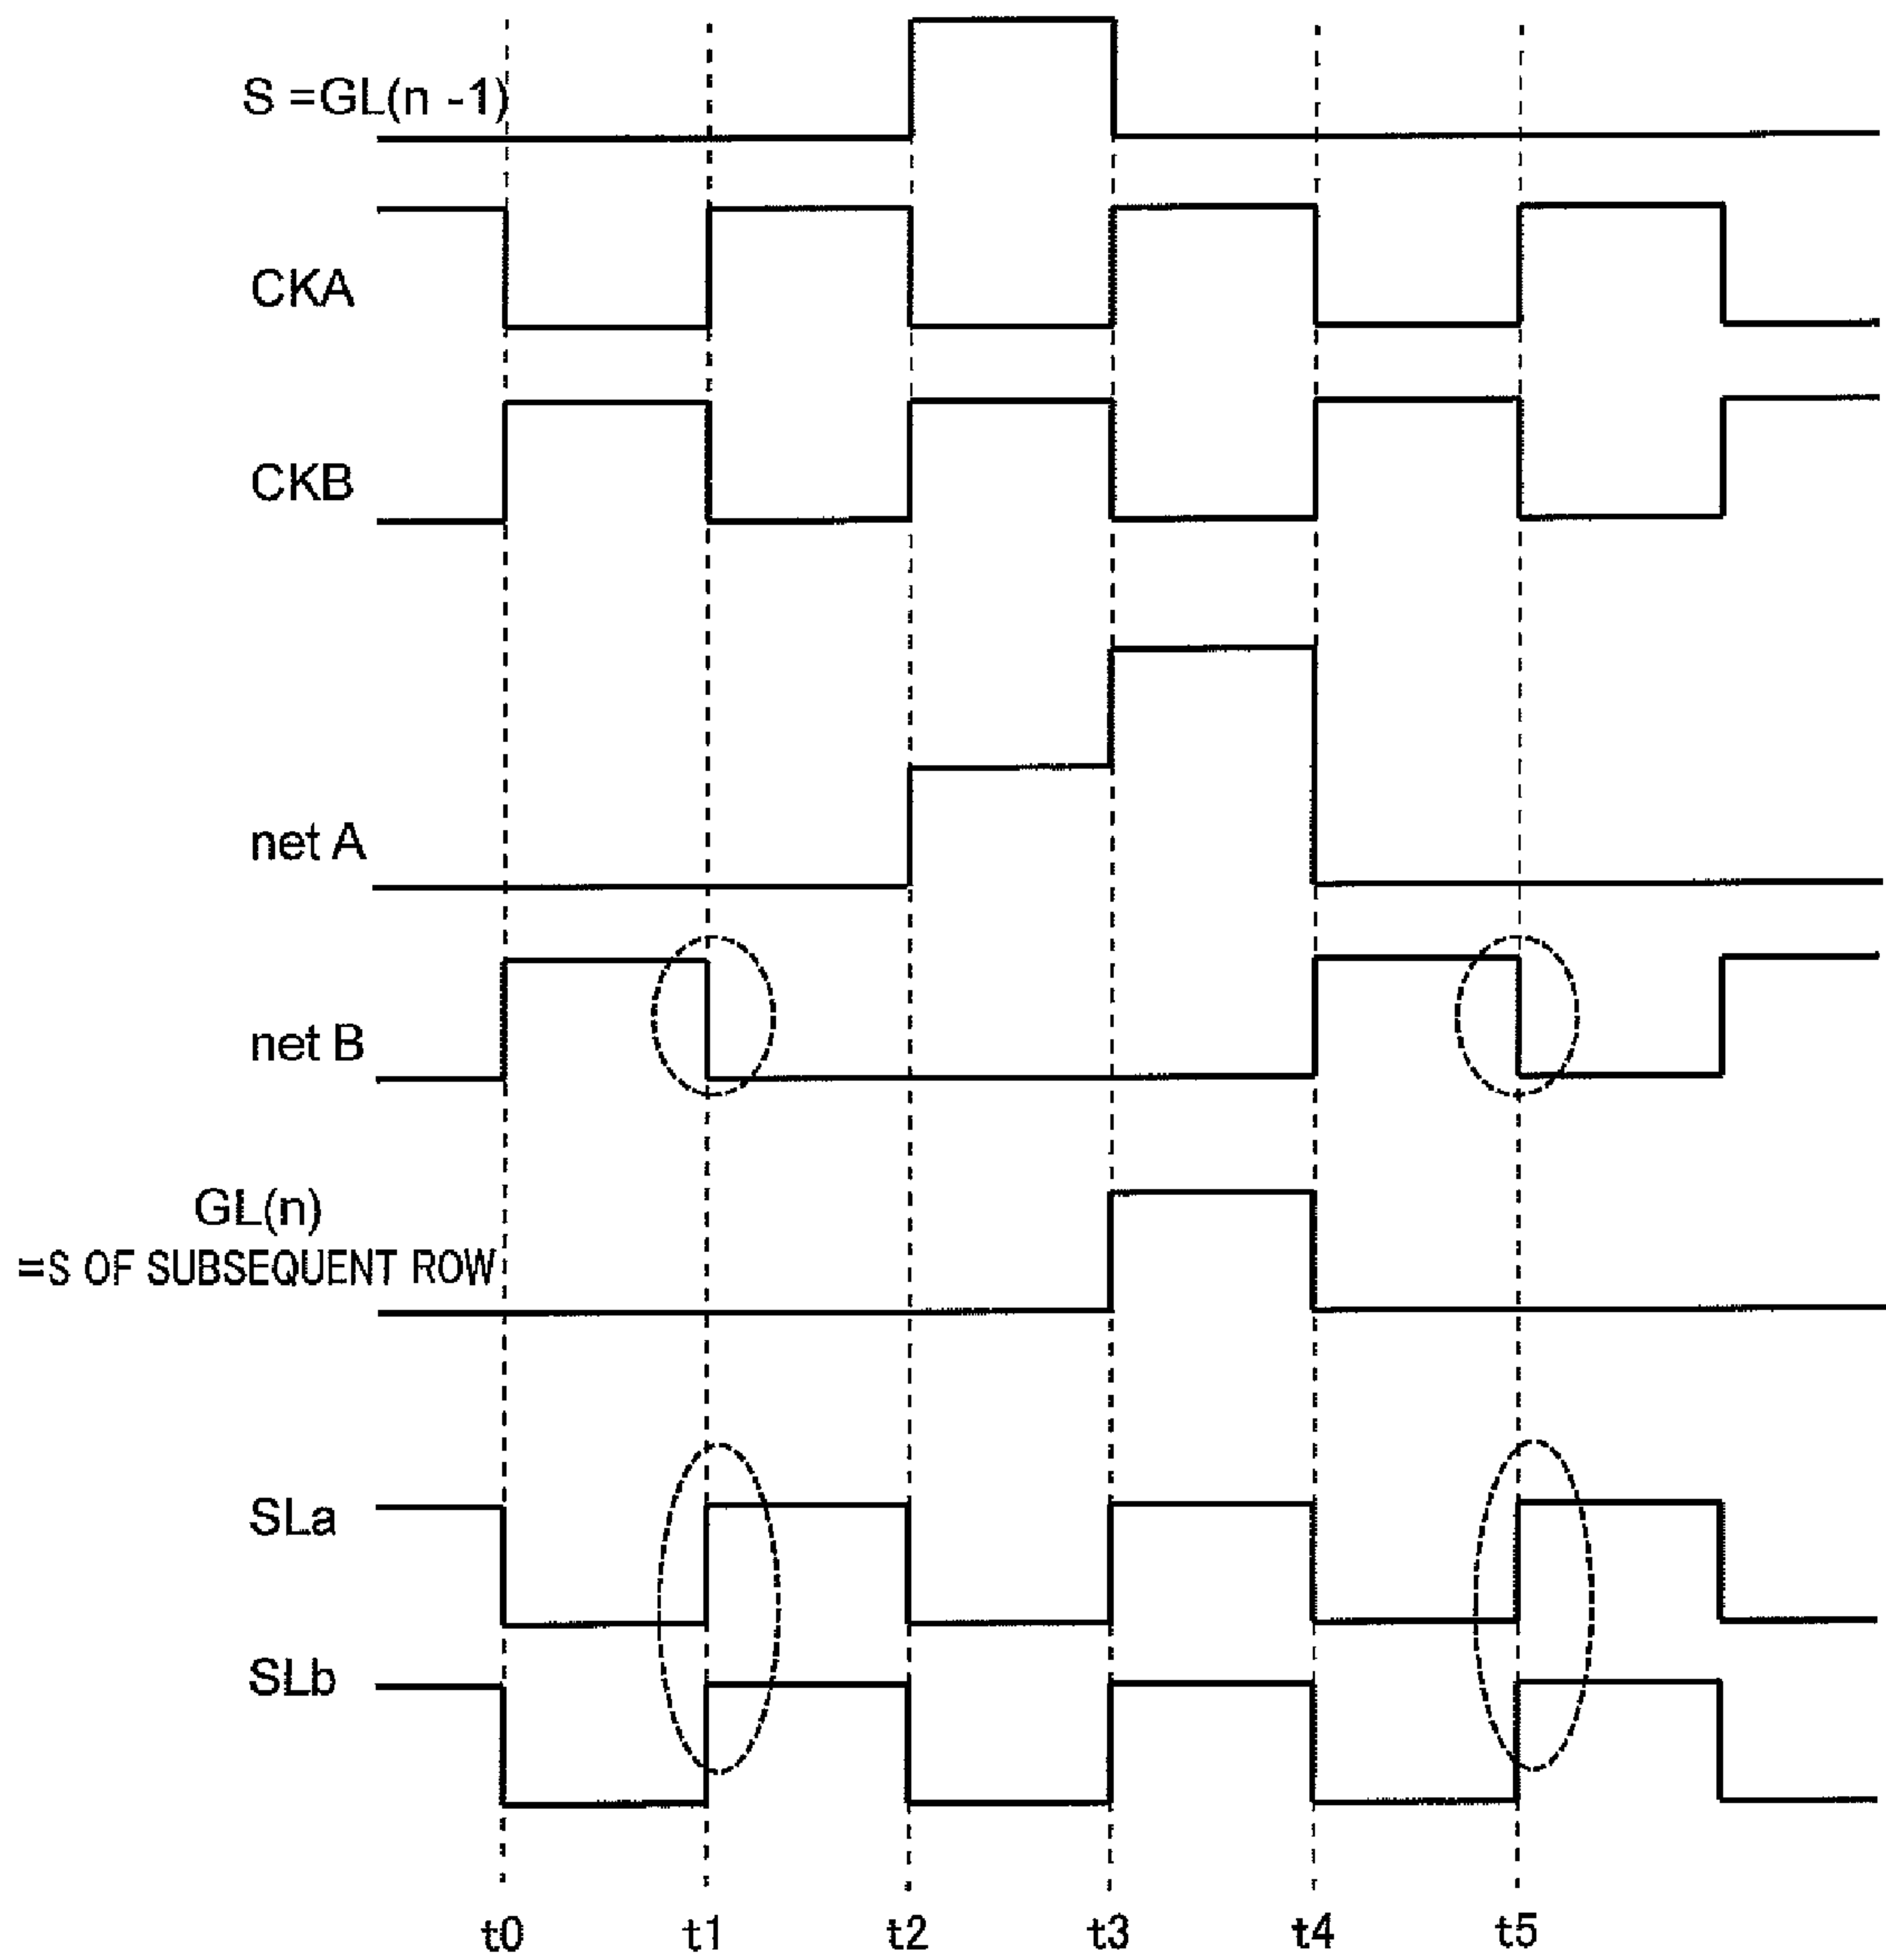 S =GL(n -1)
CKA
CKB
net A
net B
GL(n)
=S OF SUBSEQUENT ROW
SLa
SLb
t0 t1 t2 t3 t4 t5